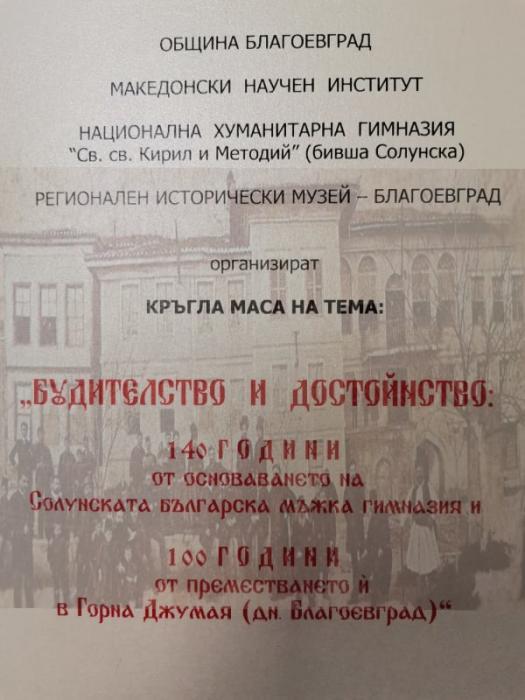 ОБЩИНА БЛАГОЕВГРАД
МАКЕДОНСКИ НАУЧЕН ИНСТИТУТ
НАЦИОНАЛНА ХУМАНИТАРНА ГИМНАЗИЯ
"Св. св. Кирил и Методий" (бивша Солунска)
РЕГИОНАЛЕН ИСТОРИЧЕСКИ МУЗЕЙ – БЛАГОЕВГРАД
организират
КРЪГЛА МАСА НА ТЕМА:
„БУДИТЕЛСТВО И ДОСТОЙНСТВО:
140 ГОДИНИ
от основаването на
Солунската българска мъжка гимназия и
100 ГОДИНИ
от преместването ѝ
в Горна Джумая (дн. Благоевград)“